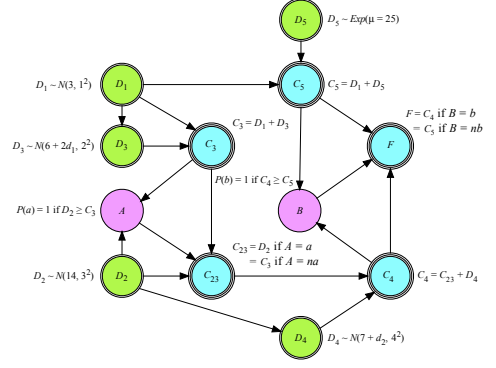 D₅
D₅ ~ Exp(μ = 25)
D₁ ~ N(3, 1²)
D₁
C₅
C₅ = D₁ + D₅
F = C₄ if B = b
= C₅ if B = nb
C₃ = D₁ + D₃
D₃ ~ N(6 + 2d₁, 2²)
D₃
C₃
F
P(b) = 1 if C₄ ≥ C₅
P(a) = 1 if D₂ ≥ C₃
A
B
C₂₃ = D₂ if A = a
= C₃ if A = na
D₂ ~ N(14, 3²)
D₂
C₂₃
C₄
C₄ = C₂₃ + D₄
D₄
D₄ ~ N(7 + d₂, 4²)